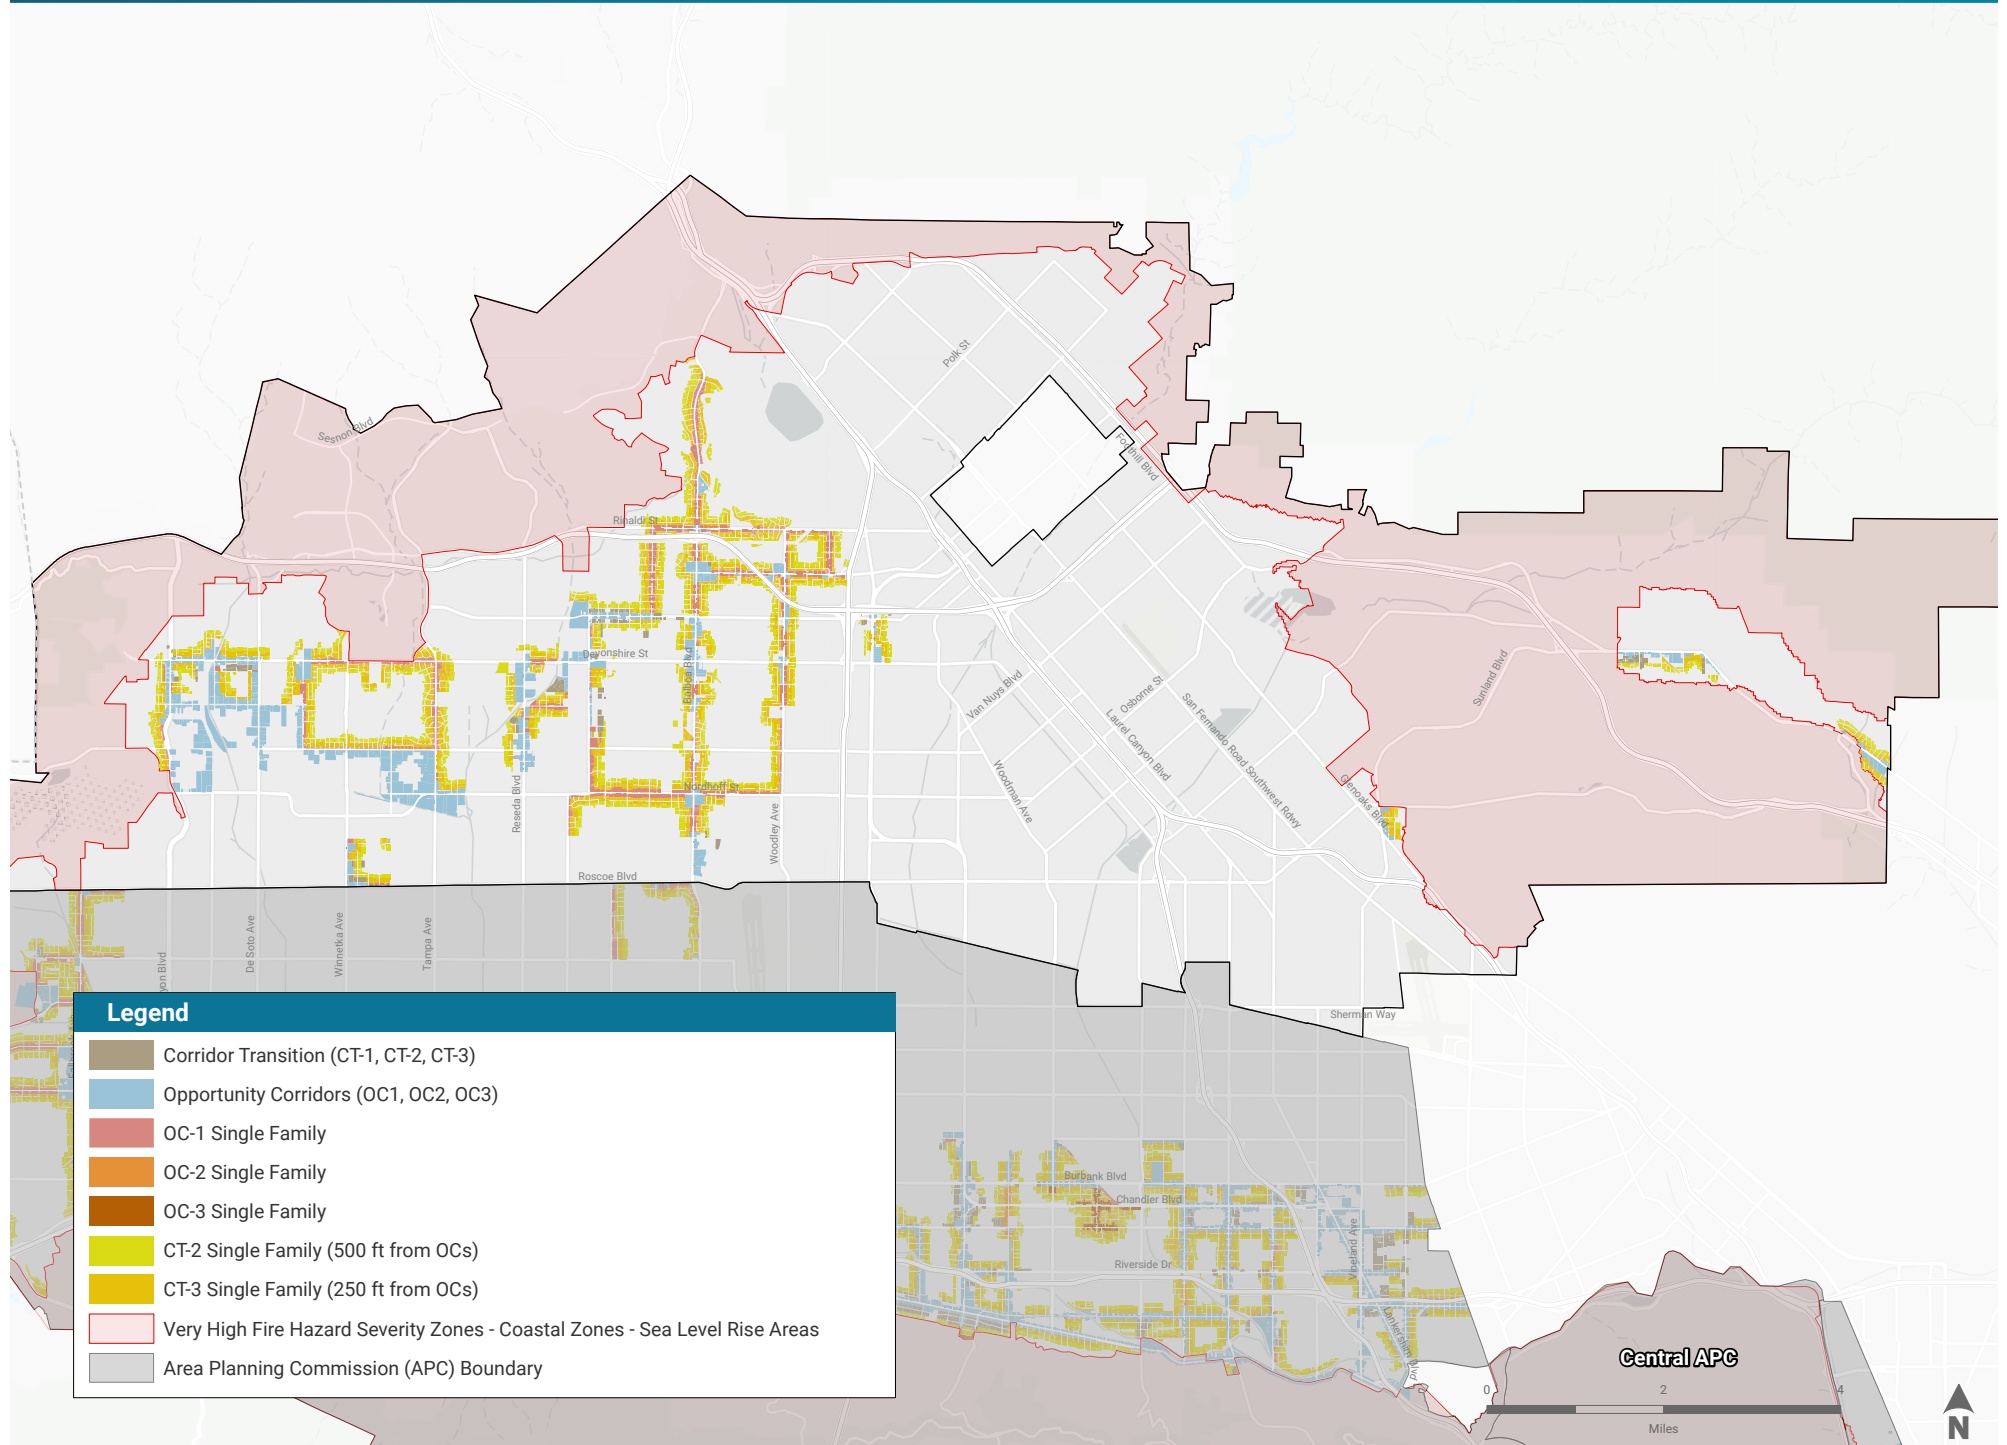 Polk St
Sesnon Blvd
Foothill Blvd
Rinaldi St
Devonshire St
Balboa Blvd
Sunland Blvd
Van Nuys Blvd
Osborne St
San Fernando Road Southwest Rdwy
Laurel Canyon Blvd
Woodman Ave
Glenoaks Blvd
Nordhoff St
Reseda Blvd
Woodley Ave
Roscoe Blvd
De Soto Ave
Winnetka Ave
Tampa Ave
yon Blvd
Sherman Way
Legend
Corridor Transition (CT-1, CT-2, CT-3)
Opportunity Corridors (OC1, OC2, OC3)
OC-1 Single Family
OC-2 Single Family
OC-3 Single Family
CT-2 Single Family (500 ft from OCs)
CT-3 Single Family (250 ft from OCs)
Very High Fire Hazard Severity Zones - Coastal Zones - Sea Level Rise Areas
Area Planning Commission (APC) Boundary
Burbank Blvd
Chandler Blvd
Vineland Ave
Riverside Dr
Lankershim Blvd
Central APC
0 2 4
Miles
N